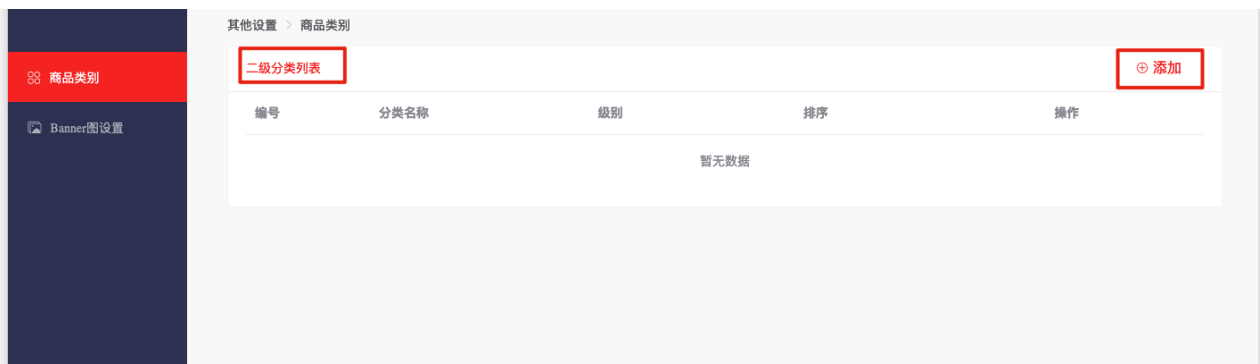 其他设置 > 商品类别
商品类别
Banner图设置
二级分类列表
添加
编号 分类名称 级别 排序 操作
暂无数据